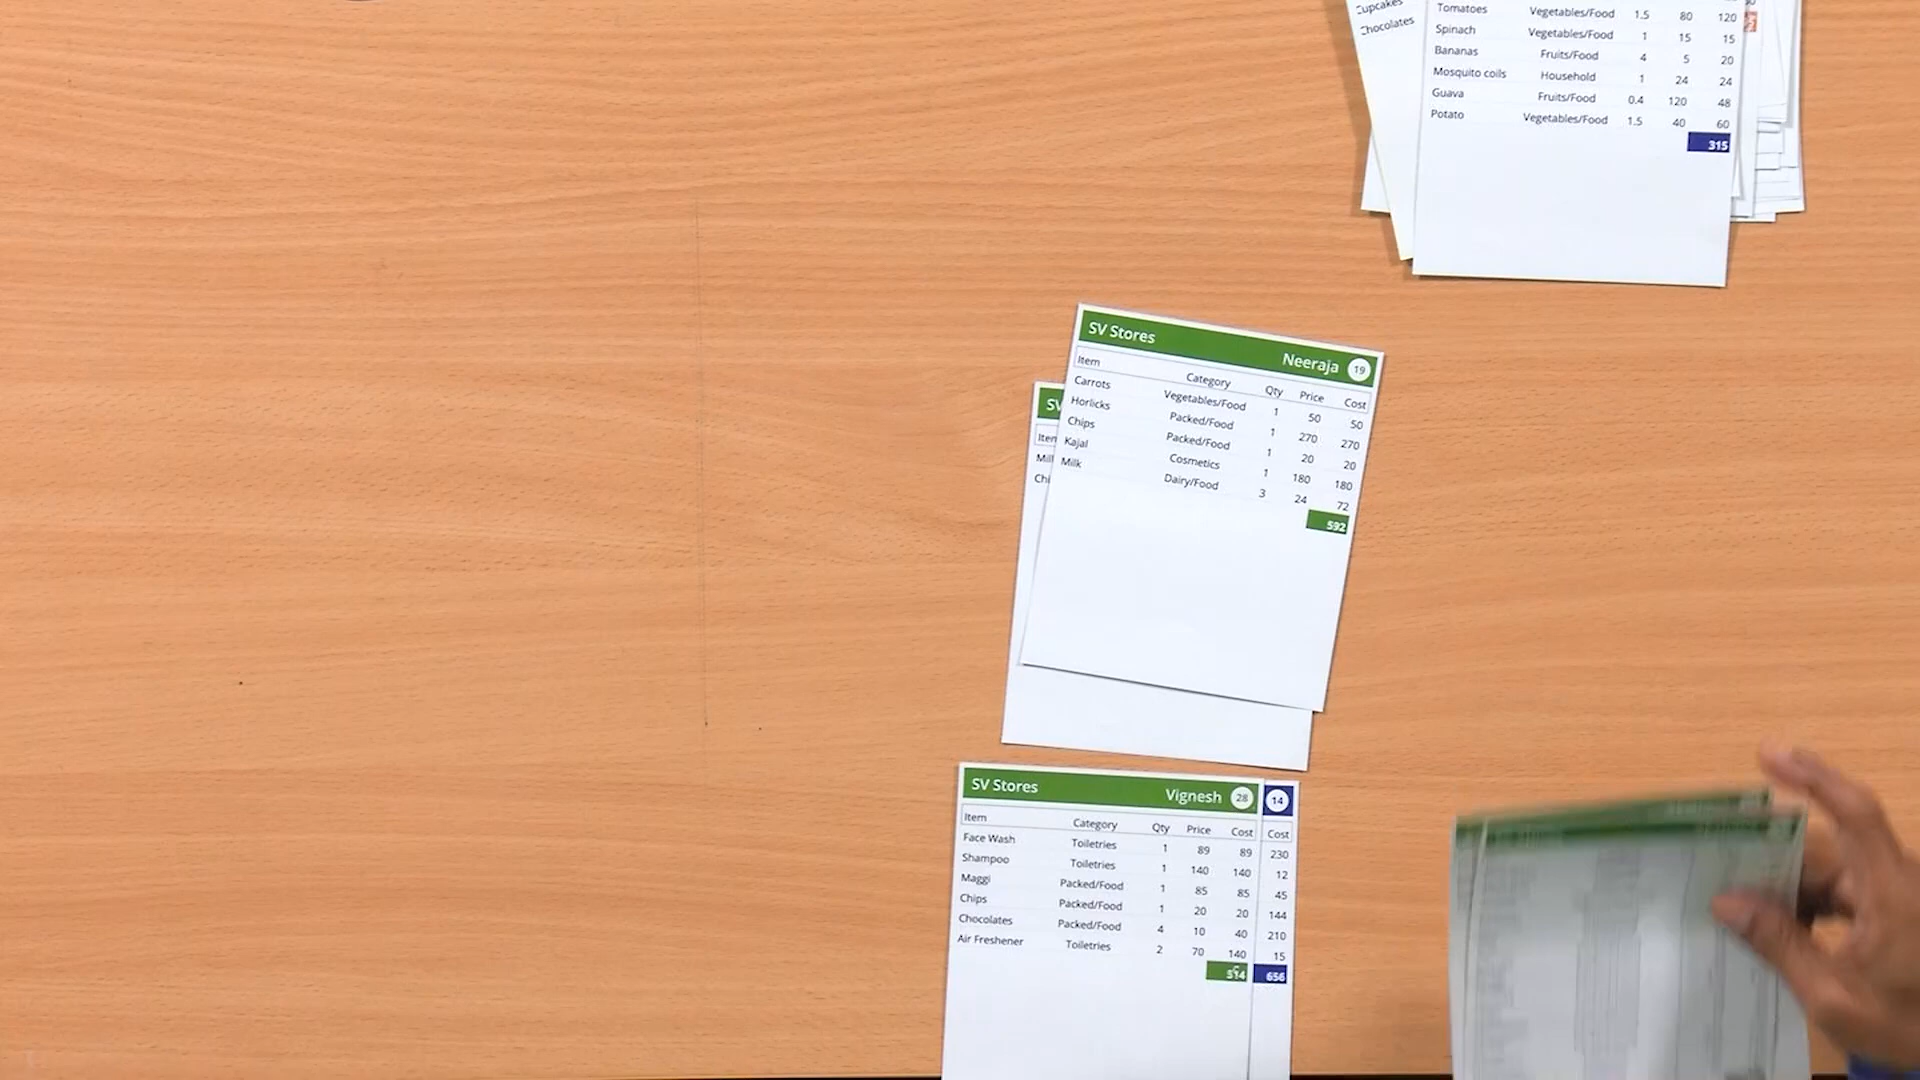 Cupcakes
Chocolates
Tomatoes Vegetables/Food 1.5 80 120
Spinach Vegetables/Food 1 15 15
Bananas Fruits/Food 4 5 20
Mosquito coils Household 1 24 24
Guava Fruits/Food 0.4 120 48
Potato Vegetables/Food 1.5 40 60
315
SV Stores Neeraja 19
Item Category Qty Price Cost
Carrots Vegetables/Food 1 50 50
Horlicks Packed/Food 1 270 270
Chips Packed/Food 1 20 20
Kajal Cosmetics 1 180 180
Milk Dairy/Food 3 24 72
592
SV
Item
Mil
Chi
SV Stores Vignesh 28
Item Category Qty Price Cost
Face Wash Toiletries 1 89 89
Shampoo Toiletries 1 140 140
Maggi Packed/Food 1 85 85
Chips Packed/Food 1 20 20
Chocolates Packed/Food 4 10 40
Air Freshener Toiletries 2 70 140
514
14
Cost
230
12
45
144
210
15
656